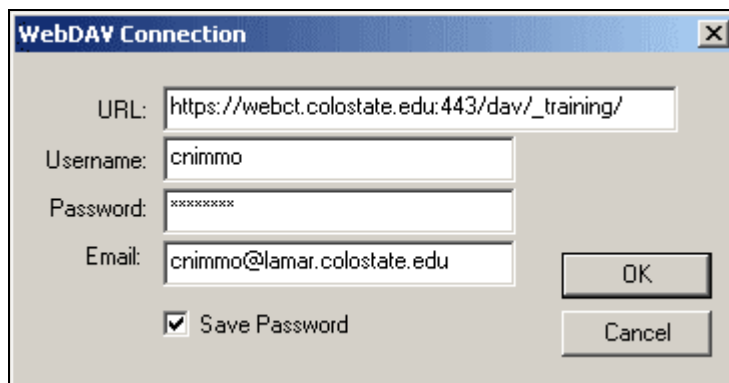 WebDAV Connection
URL: https://webct.colostate.edu:443/dav/_training/
Username: cnimmo
Password: ********
Email: cnimmo@lamar.colostate.edu
OK
Save Password
Cancel